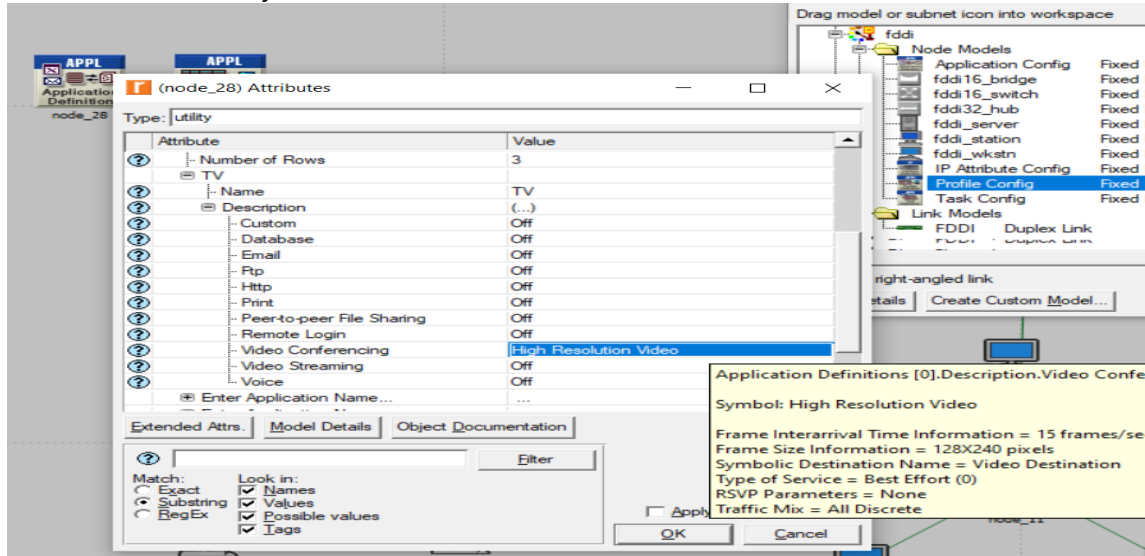 Drag model or subnet icon into workspace
fddi
Node Models
Application Config Fixed
fddi16_bridge Fixed
fddi16_switch Fixed
fddi32_hub Fixed
fddi_server Fixed
fddi_station Fixed
fddi_wkstn Fixed
IP Attribute Config Fixed
Profile Config Fixed
Task Config Fixed
Link Models
FDDI Duplex Link
right-angled link
etails
Create Custom Model...
APPL
Application
Definition
node_28
APPL
(node_28) Attributes
Type: utility
Attribute Value
Number of Rows 3
TV
Name TV
Description (...)
Custom Off
Database Off
Email Off
Ftp Off
Http Off
Print Off
Peer-to-peer File Sharing Off
Remote Login Off
Video Conferencing High Resolution Video
Video Streaming Off
Voice Off
Enter Application Name... ...
Extended Attrs.
Model Details
Object Documentation
Filter
Match:
Exact
Substring
RegEx
Look in:
Names
Values
Possible values
Tags
Apply
OK
Cancel
Application Definitions [0].Description.Video Confe
Symbol: High Resolution Video
Frame Interarrival Time Information = 15 frames/se
Frame Size Information = 128X240 pixels
Symbolic Destination Name = Video Destination
Type of Service = Best Effort (0)
RSVP Parameters = None
Traffic Mix = All Discrete
node_11